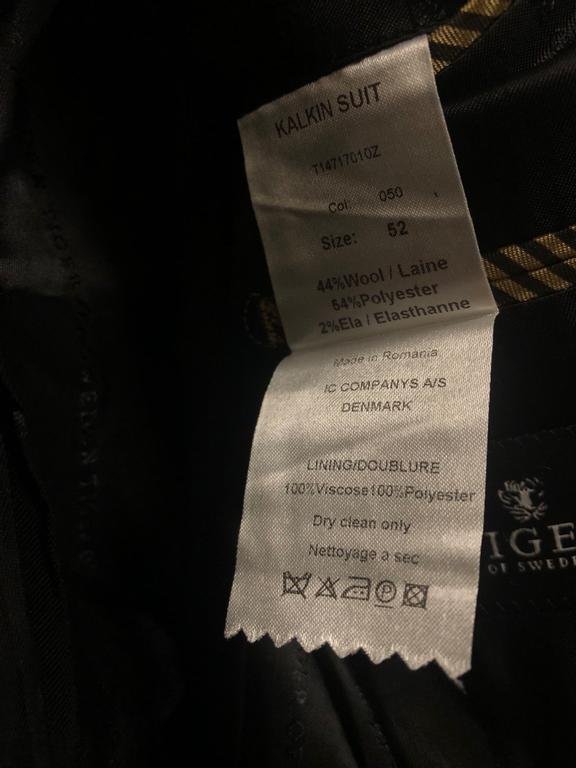 KALKIN SUIT
T14717010Z
Col: 050
Size: 52
44%Wool / Laine
54%Polyester
2%Ela / Elasthanne
Made in Romania
IC COMPANYS A/S
DENMARK
LINING/DOUBLURE
100%Viscose100%Polyester
Dry clean only
Nettoyage a sec
P
IGE
OF SWEDE